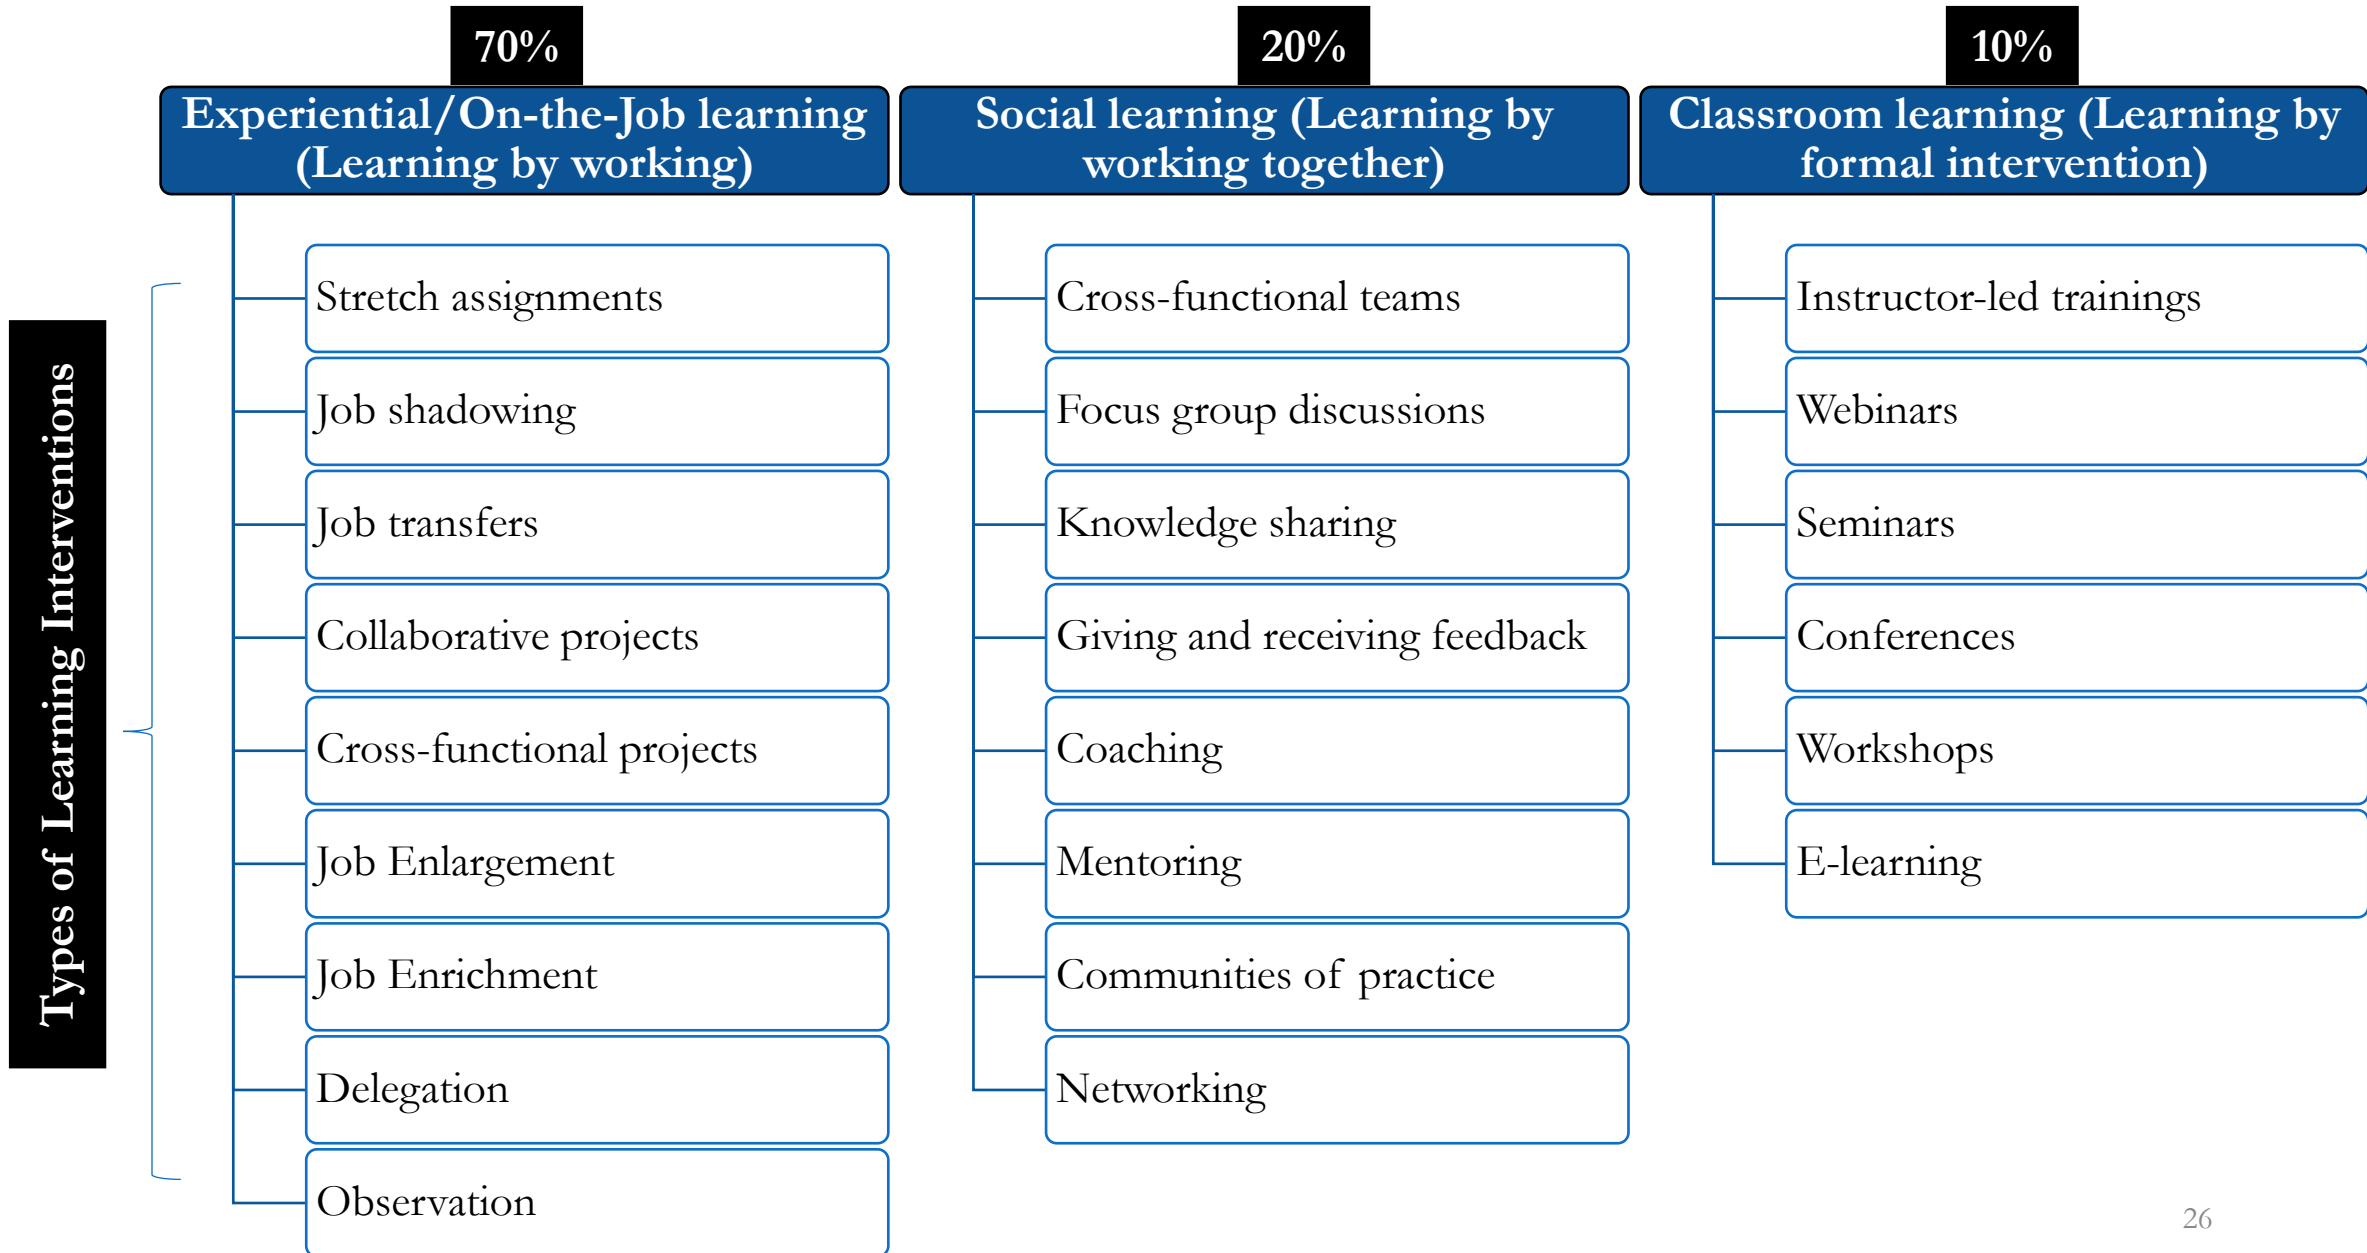 70%
Experiential/On-the-Job learning
(Learning by working)
Stretch assignments
Job shadowing
Job transfers
Collaborative projects
Cross-functional projects
Job Enlargement
Job Enrichment
Delegation
Observation
20%
Social learning (Learning by
working together)
Cross-functional teams
Focus group discussions
Knowledge sharing
Giving and receiving feedback
Coaching
Mentoring
Communities of practice
Networking
10%
Classroom learning (Learning by
formal intervention)
Instructor-led trainings
Webinars
Seminars
Conferences
Workshops
E-learning
Types of Learning Interventions
26